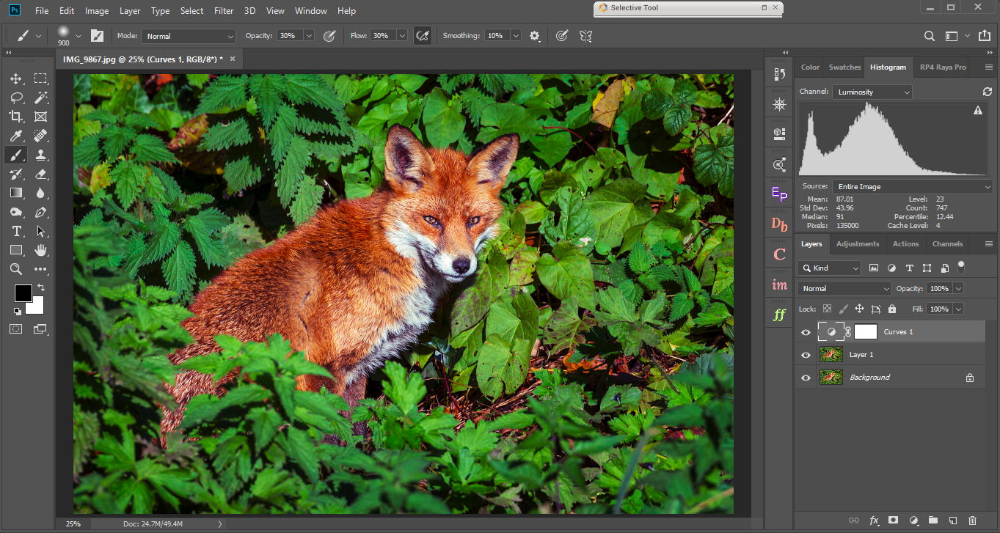 Ps File Edit Image Layer Type Select Filter 3D View Window Help
Selective Tool
900 Mode: Normal Opacity: 30% Flow: 30% Smoothing: 10%
IMG_9867.jpg @ 25% (Curves 1, RGB/8*) *
Color Swatches Histogram RP4 Raya Pro
Channel: Luminosity
Source: Entire Image
Mean: 87.01 Level: 23
Std Dev: 43.96 Count: 747
Median: 91 Percentile: 12.44
Pixels: 135000 Cache Level: 4
Ep
Db
C
im
ff
Layers Adjustments Actions Channels
Kind
Normal Opacity: 100%
Lock: Fill: 100%
Curves 1
Layer 1
Background
fx
25% Doc: 24.7M/49.4M